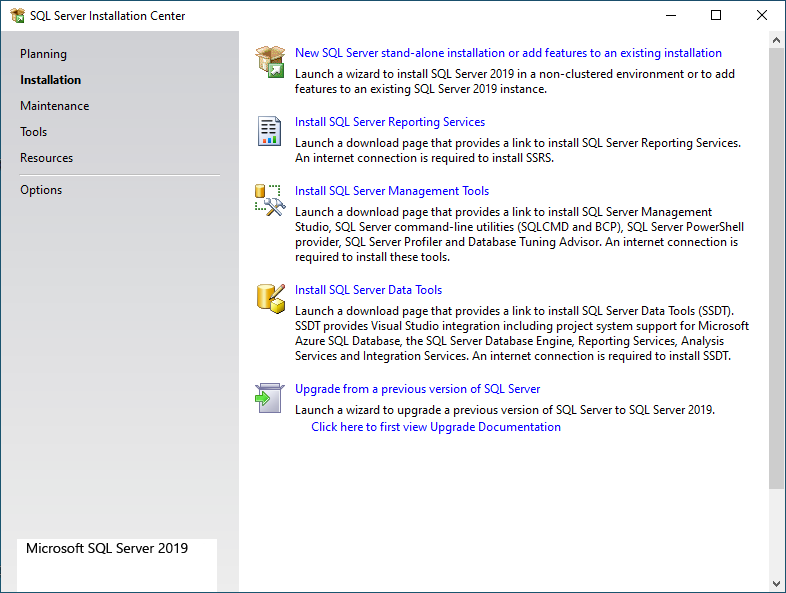 SQL Server Installation Center
Planning
Installation
Maintenance
Tools
Resources
Options
Microsoft SQL Server 2019
New SQL Server stand-alone installation or add features to an existing installation
Launch a wizard to install SQL Server 2019 in a non-clustered environment or to add
features to an existing SQL Server 2019 instance.
Install SQL Server Reporting Services
Launch a download page that provides a link to install SQL Server Reporting Services.
An internet connection is required to install SSRS.
Install SQL Server Management Tools
Launch a download page that provides a link to install SQL Server Management
Studio, SQL Server command-line utilities (SQLCMD and BCP), SQL Server PowerShell
provider, SQL Server Profiler and Database Tuning Advisor. An internet connection is
required to install these tools.
Install SQL Server Data Tools
Launch a download page that provides a link to install SQL Server Data Tools (SSDT).
SSDT provides Visual Studio integration including project system support for Microsoft
Azure SQL Database, the SQL Server Database Engine, Reporting Services, Analysis
Services and Integration Services. An internet connection is required to install SSDT.
Upgrade from a previous version of SQL Server
Launch a wizard to upgrade a previous version of SQL Server to SQL Server 2019.
Click here to first view Upgrade Documentation